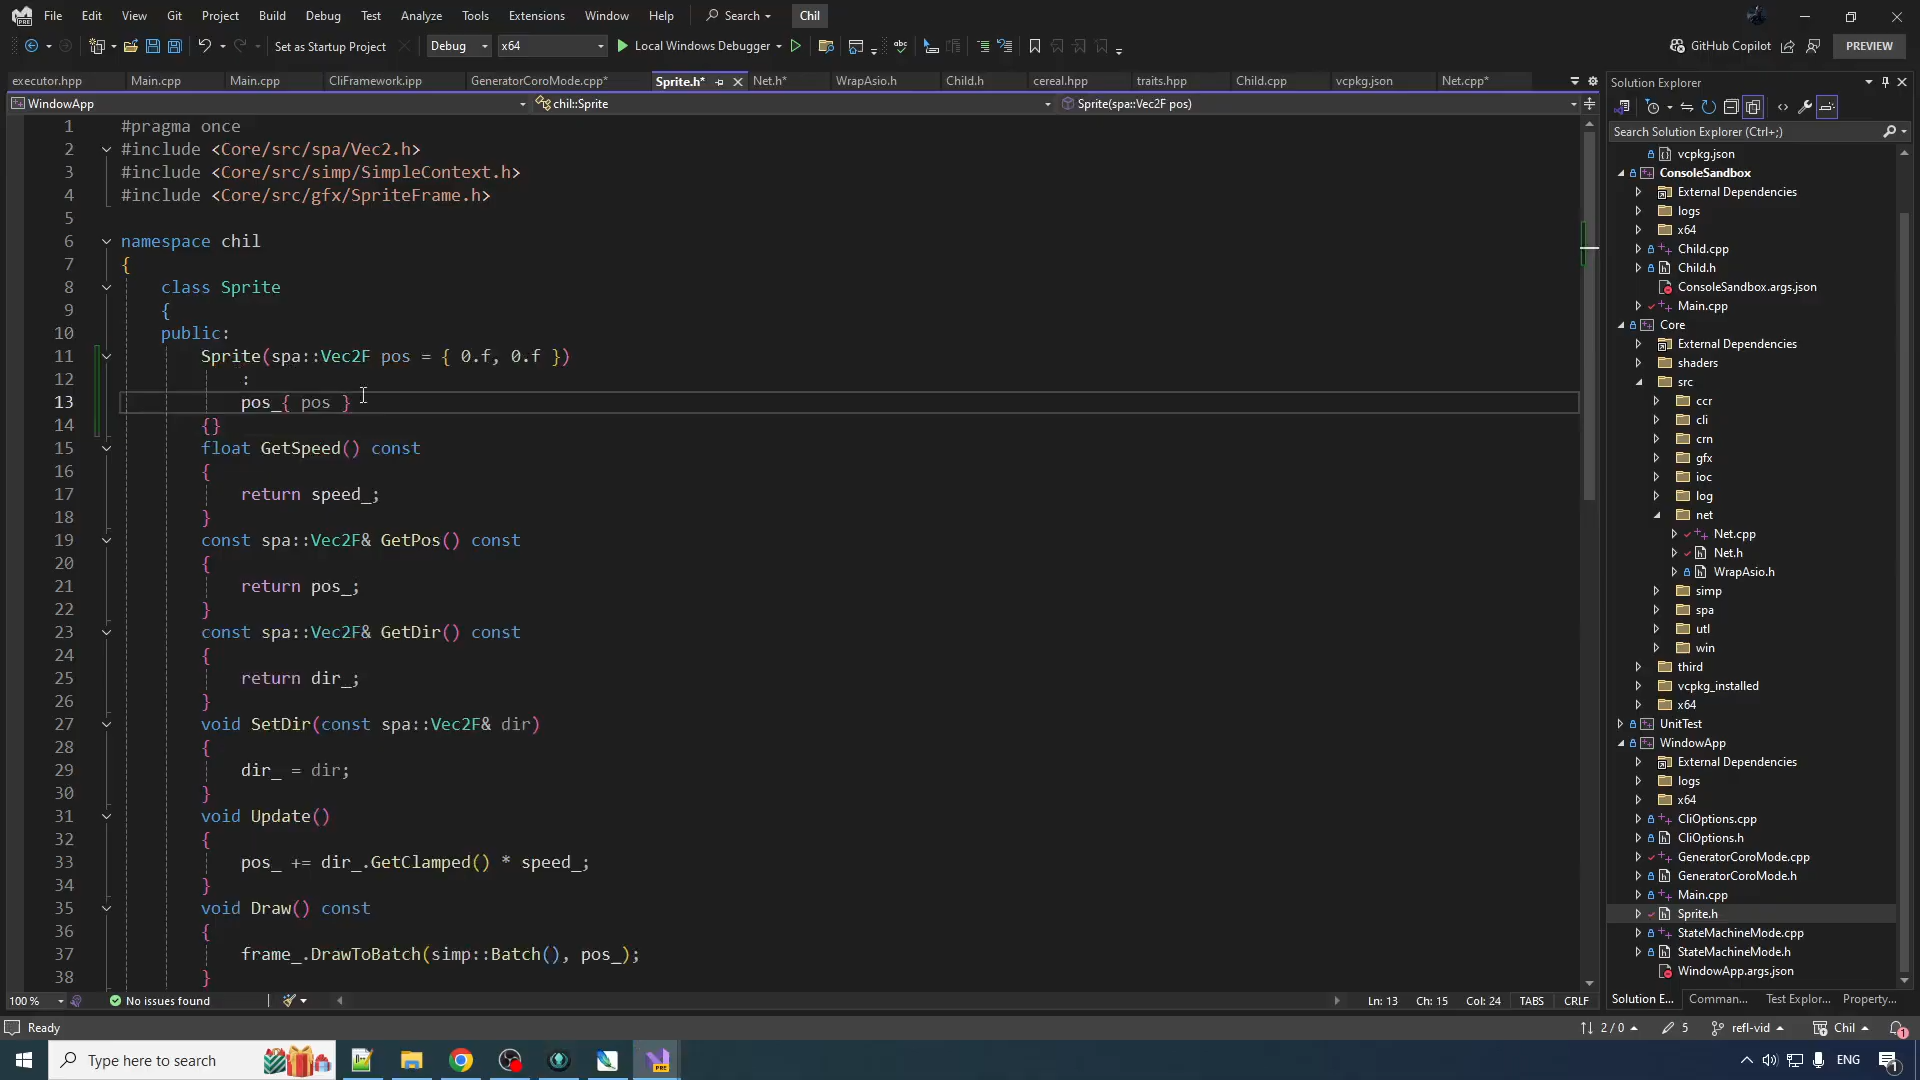 File Edit View Git Project Build Debug Test Analyze Tools Extensions Window Help Search Chil
Set as Startup Project Debug x64 Local Windows Debugger GitHub Copilot PREVIEW
executor.hpp Main.cpp Main.cpp CliFramework.ipp GeneratorCoroMode.cpp* Sprite.h* Net.h* WrapAsio.h Child.h cereal.hpp traits.hpp Child.cpp vcpkg.json Net.cpp*
WindowApp chil::Sprite Sprite(spa::Vec2F pos)
1 #pragma once
2 #include <Core/src/spa/Vec2.h>
3 #include <Core/src/simp/SimpleContext.h>
4 #include <Core/src/gfx/SpriteFrame.h>
5
6 namespace chil
7 {
8 class Sprite
9 {
10 public:
11 Sprite(spa::Vec2F pos = { 0.f, 0.f })
12 :
13 pos_{ pos }
14 {}
15 float GetSpeed() const
16 {
17 return speed_;
18 }
19 const spa::Vec2F& GetPos() const
20 {
21 return pos_;
22 }
23 const spa::Vec2F& GetDir() const
24 {
25 return dir_;
26 }
27 void SetDir(const spa::Vec2F& dir)
28 {
29 dir_ = dir;
30 }
31 void Update()
32 {
33 pos_ += dir_.GetClamped() * speed_;
34 }
35 void Draw() const
36 {
37 frame_.DrawToBatch(simp::Batch(), pos_);
38 }
100 % No issues found Ln: 13 Ch: 15 Col: 24 TABS CRLF
Solution Explorer
Search Solution Explorer (Ctrl+;)
vcpkg.json
ConsoleSandbox
External Dependencies
logs
x64
Child.cpp
Child.h
ConsoleSandbox.args.json
Main.cpp
Core
External Dependencies
shaders
src
ccr
cli
crn
gfx
ioc
log
net
Net.cpp
Net.h
WrapAsio.h
simp
spa
utl
win
third
vcpkg_installed
x64
UnitTest
WindowApp
External Dependencies
logs
x64
CliOptions.cpp
CliOptions.h
GeneratorCoroMode.cpp
GeneratorCoroMode.h
Main.cpp
Sprite.h
StateMachineMode.cpp
StateMachineMode.h
WindowApp.args.json
Solution E... Comman... Test Explor... Property...
Ready 2 / 0 5 refl-vid Chil 1
Type here to search PRE ENG 1